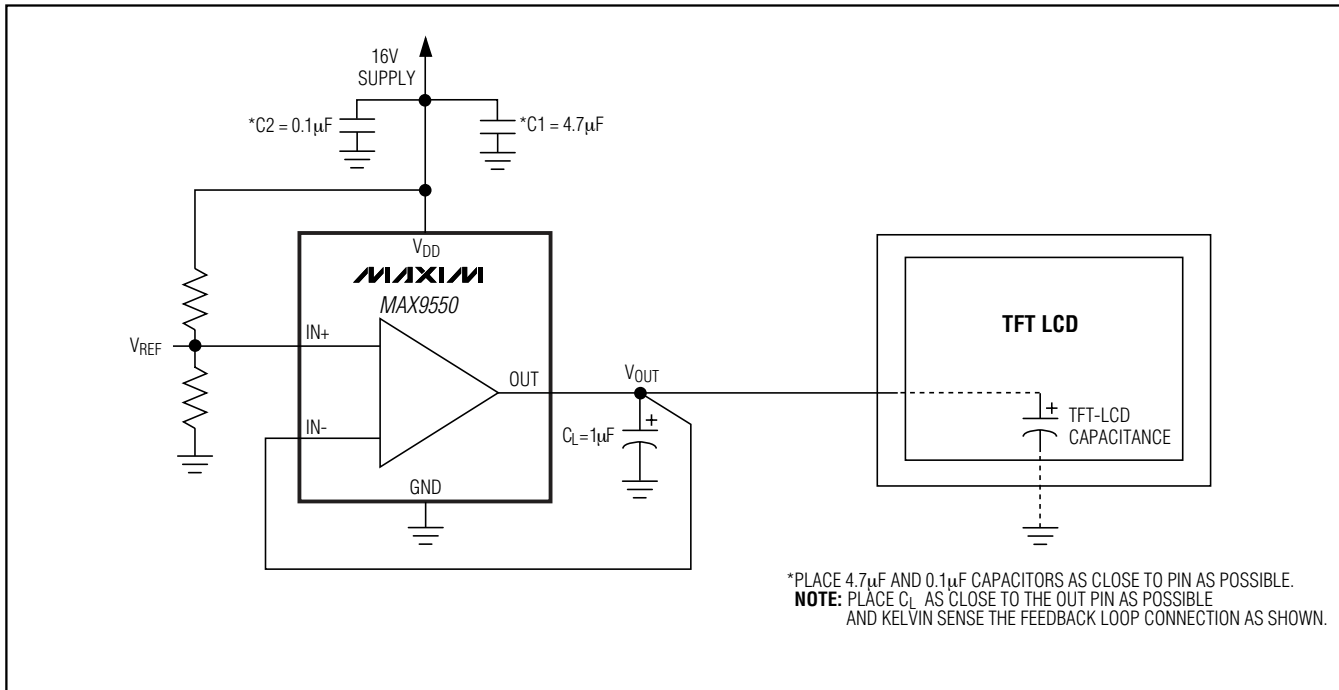 16V
SUPPLY
*C2 = 0.1μF
*C1 = 4.7μF
VDD
MAXIM
MAX9550
IN+
VREF
OUT
VOUT
IN-
CL=1μF
GND
TFT LCD
+
+
TFT-LCD
CAPACITANCE
*PLACE 4.7μF AND 0.1μF CAPACITORS AS CLOSE TO PIN AS POSSIBLE.
NOTE: PLACE CL AS CLOSE TO THE OUT PIN AS POSSIBLE
AND KELVIN SENSE THE FEEDBACK LOOP CONNECTION AS SHOWN.